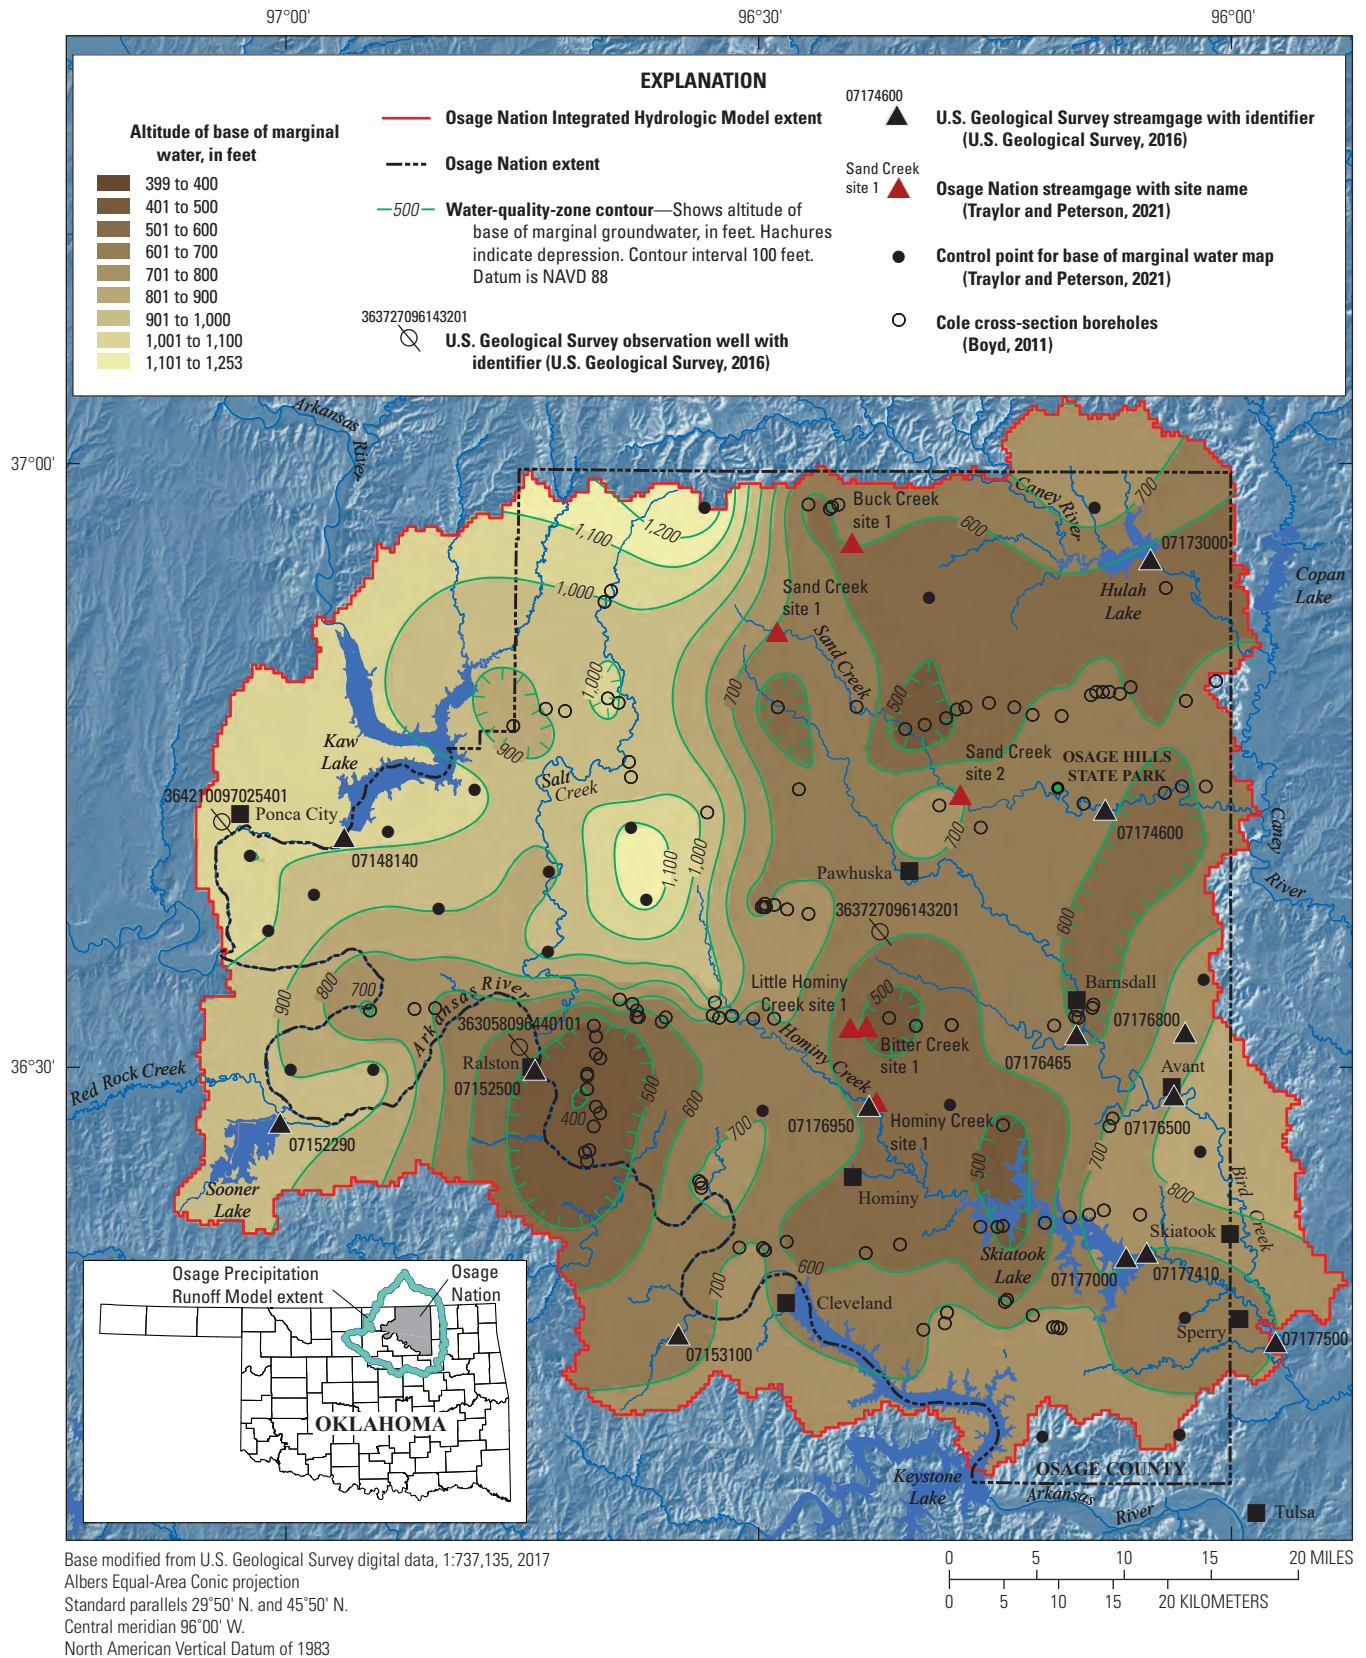 97°00'
96°30'
96°00'
EXPLANATION
Altitude of base of marginal
water, in feet
399 to 400
401 to 500
501 to 600
601 to 700
701 to 800
801 to 900
901 to 1,000
1,001 to 1,100
1,101 to 1,253
Osage Nation Integrated Hydrologic Model extent
Osage Nation extent
500
Water-quality-zone contour—Shows altitude of
base of marginal groundwater, in feet. Hachures
indicate depression. Contour interval 100 feet.
Datum is NAVD 88
363727096143201
U.S. Geological Survey observation well with
identifier (U.S. Geological Survey, 2016)
07174600
U.S. Geological Survey streamgage with identifier
(U.S. Geological Survey, 2016)
Sand Creek
site 1
Osage Nation streamgage with site name
(Traylor and Peterson, 2021)
Control point for base of marginal water map
(Traylor and Peterson, 2021)
Cole cross-section boreholes
(Boyd, 2011)
Arkansas
River
37°00'
Buck Creek
site 1
Caney River
700
600
1,200
1,100
07173000
Copan
Lake
Hulah
Lake
1,000
Sand Creek
site 1
Sand Creek
1,000
700
500
Kaw
Lake
900
Salt
Creek
Sand Creek
site 2
OSAGE HILLS
STATE PARK
364210097025401
Ponca City
07148140
07174600
700
Caney
River
1,100
1,000
Pawhuska
363727096143201
600
Barnsdall
900
800
700
Arkansas River
Little Hominy
Creek site 1
500
07176800
363058096440101
Hominy Creek
Bitter Creek
site 1
07176465
36°30'
Ralston
07152500
Avant
Red Rock Creek
400
500
600
700
07176950
Hominy Creek
site 1
07176500
07152290
500
700
Sooner
Lake
Hominy
800
Bird Creek
Skiatook
Skiatook
Lake
07177000
07177410
600
700
Cleveland
Sperry
07177500
07153100
Osage Precipitation
Runoff Model extent
Osage
Nation
OKLAHOMA
Keystone
Lake
OSAGE COUNTY
Arkansas
River
Tulsa
Base modified from U.S. Geological Survey digital data, 1:737,135, 2017
Albers Equal-Area Conic projection
Standard parallels 29°50' N. and 45°50' N.
Central meridian 96°00' W.
North American Vertical Datum of 1983
0 5 10 15 20 MILES
0 5 10 15 20 KILOMETERS